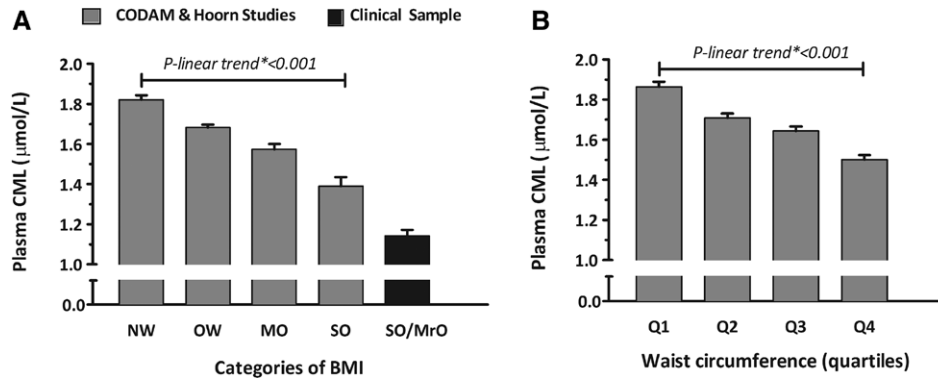 CODAM & Hoorn Studies
Clinical Sample
A
P-linear trend*<0.001
Plasma CML ( μmol/L)
2.0
1.8
1.6
1.4
1.2
1.0
0.0
NW OW MO SO SO/MrO
Categories of BMI
B
P-linear trend*<0.001
Plasma CML ( μmol/L)
2.0
1.8
1.6
1.4
1.2
1.0
0.0
Q1 Q2 Q3 Q4
Waist circumference (quartiles)